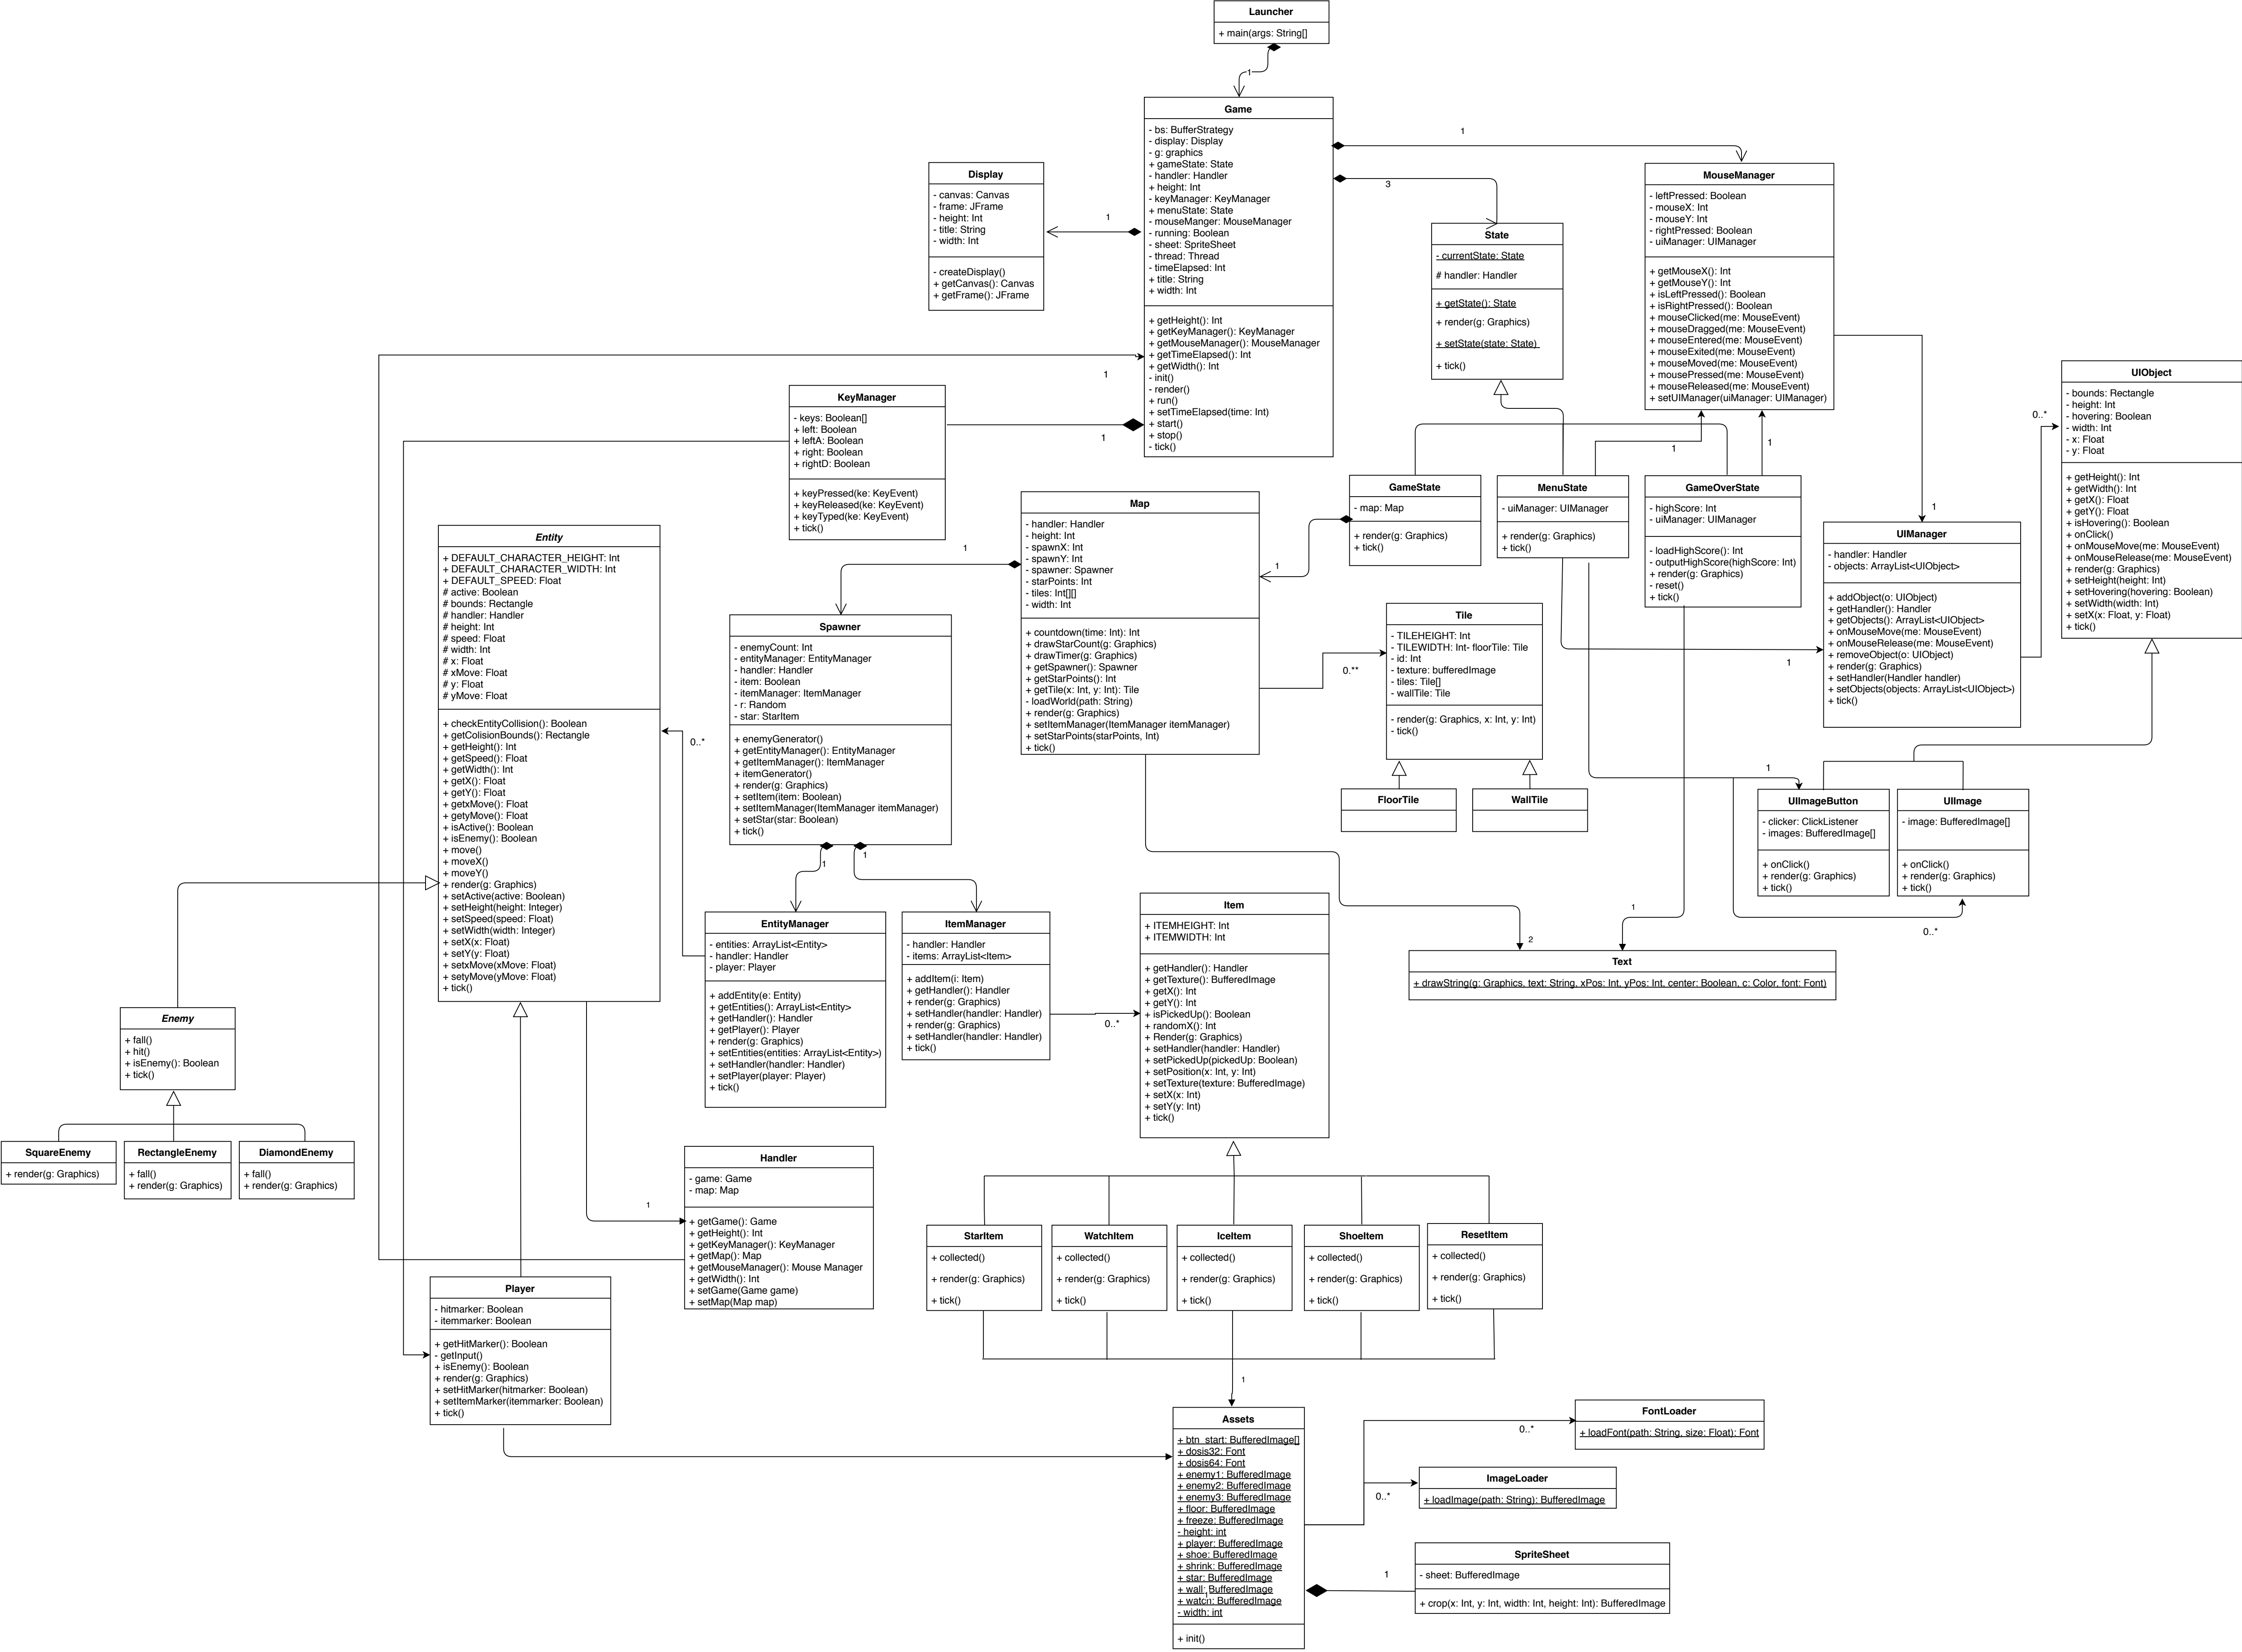 Launcher
+ main(args: String[]
1
Game
- bs: BufferStrategy
- display: Display
- g: graphics
+ gameState: State
- handler: Handler
+ height: Int
- keyManager: KeyManager
+ menuState: State
- mouseManger: MouseManager
- running: Boolean
- sheet: SpriteSheet
- thread: Thread
- timeElapsed: Int
+ title: String
+ width: Int
+ getHeight(): Int
+ getKeyManager(): KeyManager
+ getMouseManager(): MouseManager
+ getTimeElapsed(): Int
+ getWidth(): Int
- init()
- render()
+ run()
+ setTimeElapsed(time: Int)
+ start()
+ stop()
- tick()
1
3
1
1
1
Display
- canvas: Canvas
- frame: JFrame
- height: Int
- title: String
- width: Int
- createDisplay()
+ getCanvas(): Canvas
+ getFrame(): JFrame
State
- currentState: State
# handler: Handler
+ getState(): State
+ render(g: Graphics)
+ setState(state: State)
+ tick()
MouseManager
- leftPressed: Boolean
- mouseX: Int
- mouseY: Int
- rightPressed: Boolean
- uiManager: UIManager
+ getMouseX(): Int
+ getMouseY(): Int
+ isLeftPressed(): Boolean
+ isRightPressed(): Boolean
+ mouseClicked(me: MouseEvent)
+ mouseDragged(me: MouseEvent)
+ mouseEntered(me: MouseEvent)
+ mouseExited(me: MouseEvent)
+ mouseMoved(me: MouseEvent)
+ mousePressed(me: MouseEvent)
+ mouseReleased(me: MouseEvent)
+ setUIManager(uiManager: UIManager)
1
1
1
UIObject
- bounds: Rectangle
- height: Int
- hovering: Boolean
- width: Int
- x: Float
- y: Float
+ getHeight(): Int
+ getWidth(): Int
+ getX(): Float
+ getY(): Float
+ isHovering(): Boolean
+ onClick()
+ onMouseMove(me: MouseEvent)
+ onMouseRelease(me: MouseEvent)
+ render(g: Graphics)
+ setHeight(height: Int)
+ setHovering(hovering: Boolean)
+ setWidth(width: Int)
+ setX(x: Float, y: Float)
+ tick()
0..*
KeyManager
- keys: Boolean[]
+ left: Boolean
+ leftA: Boolean
+ right: Boolean
+ rightD: Boolean
+ keyPressed(ke: KeyEvent)
+ keyReleased(ke: KeyEvent)
+ keyTyped(ke: KeyEvent)
+ tick()
GameState
- map: Map
+ render(g: Graphics)
+ tick()
MenuState
- uiManager: UIManager
+ render(g: Graphics)
+ tick()
GameOverState
- highScore: Int
- uiManager: UIManager
- loadHighScore(): Int
- outputHighScore(highScore: Int)
+ render(g: Graphics)
- reset()
+ tick()
UIManager
- handler: Handler
- objects: ArrayList<UIObject>
+ addObject(o: UIObject)
+ getHandler(): Handler
+ getObjects(): ArrayList<UIObject>
+ onMouseMove(me: MouseEvent)
+ onMouseRelease(me: MouseEvent)
+ removeObject(o: UIObject)
+ render(g: Graphics)
+ setHandler(Handler handler)
+ setObjects(objects: ArrayList<UIObject>)
+ tick()
1
Map
- handler: Handler
- height: Int
- spawnX: Int
- spawnY: Int
- spawner: Spawner
- starPoints: Int
- tiles: Int[][]
- width: Int
+ countdown(time: Int): Int
+ drawStarCount(g: Graphics)
+ drawTimer(g: Graphics)
+ getSpawner(): Spawner
+ getStarPoints(): Int
+ getTile(x: Int, y: Int): Tile
- loadWorld(path: String)
+ render(g: Graphics)
+ setItemManager(ItemManager itemManager)
+ setStarPoints(starPoints, Int)
+ tick()
1
1
0..**
Tile
- TILEHEIGHT: Int
- TILEWIDTH: Int- floorTile: Tile
- id: Int
- texture: bufferedImage
- tiles: Tile[]
- wallTile: Tile
- render(g: Graphics, x: Int, y: Int)
- tick()
FloorTile
WallTile
Entity
+ DEFAULT_CHARACTER_HEIGHT: Int
+ DEFAULT_CHARACTER_WIDTH: Int
+ DEFAULT_SPEED: Float
# active: Boolean
# bounds: Rectangle
# handler: Handler
# height: Int
# speed: Float
# width: Int
# x: Float
# xMove: Float
# y: Float
# yMove: Float
+ checkEntityCollision(): Boolean
+ getColisionBounds(): Rectangle
+ getHeight(): Int
+ getSpeed(): Float
+ getWidth(): Int
+ getX(): Float
+ getY(): Float
+ getxMove(): Float
+ getyMove(): Float
+ isActive(): Boolean
+ isEnemy(): Boolean
+ move()
+ moveX()
+ moveY()
+ render(g: Graphics)
+ setActive(active: Boolean)
+ setHeight(height: Integer)
+ setSpeed(speed: Float)
+ setWidth(width: Integer)
+ setX(x: Float)
+ setY(y: Float)
+ setxMove(xMove: Float)
+ setyMove(yMove: Float)
+ tick()
0..*
Spawner
- enemyCount: Int
- entityManager: EntityManager
- handler: Handler
- item: Boolean
- itemManager: ItemManager
- r: Random
- star: StarItem
+ enemyGenerator()
+ getEntityManager(): EntityManager
+ getItemManager(): ItemManager
+ itemGenerator()
+ render(g: Graphics)
+ setItem(item: Boolean)
+ setItemManager(ItemManager itemManager)
+ setStar(star: Boolean)
+ tick()
1
1
1
1
UIImageButton
- clicker: ClickListener
- images: BufferedImage[]
+ onClick()
+ render(g: Graphics)
+ tick()
UIImage
- image: BufferedImage[]
+ onClick()
+ render(g: Graphics)
+ tick()
0..*
EntityManager
- entities: ArrayList<Entity>
- handler: Handler
- player: Player
+ addEntity(e: Entity)
+ getEntities(): ArrayList<Entity>
+ getHandler(): Handler
+ getPlayer(): Player
+ render(g: Graphics)
+ setEntities(entities: ArrayList<Entity>)
+ setHandler(handler: Handler)
+ setPlayer(player: Player)
+ tick()
ItemManager
- handler: Handler
- items: ArrayList<Item>
+ addItem(i: Item)
+ getHandler(): Handler
+ render(g: Graphics)
+ setHandler(handler: Handler)
+ render(g: Graphics)
+ setHandler(handler: Handler)
+ tick()
0..*
Item
+ ITEMHEIGHT: Int
+ ITEMWIDTH: Int
+ getHandler(): Handler
+ getTexture(): BufferedImage
+ getX(): Int
+ getY(): Int
+ isPickedUp(): Boolean
+ randomX(): Int
+ Render(g: Graphics)
+ setHandler(handler: Handler)
+ setPickedUp(pickedUp: Boolean)
+ setPosition(x: Int, y: Int)
+ setTexture(texture: BufferedImage)
+ setX(x: Int)
+ setY(y: Int)
+ tick()
1
2
Text
+ drawString(g: Graphics, text: String, xPos: Int, yPos: Int, center: Boolean, c: Color, font: Font)
Enemy
+ fall()
+ hit()
+ isEnemy(): Boolean
+ tick()
SquareEnemy
+ render(g: Graphics)
RectangleEnemy
+ fall()
+ render(g: Graphics)
DiamondEnemy
+ fall()
+ render(g: Graphics)
Handler
- game: Game
- map: Map
+ getGame(): Game
+ getHeight(): Int
+ getKeyManager(): KeyManager
+ getMap(): Map
+ getMouseManager(): Mouse Manager
+ getWidth(): Int
+ setGame(Game game)
+ setMap(Map map)
1
StarItem
+ collected()
+ render(g: Graphics)
+ tick()
WatchItem
+ collected()
+ render(g: Graphics)
+ tick()
IceItem
+ collected()
+ render(g: Graphics)
+ tick()
ShoeItem
+ collected()
+ render(g: Graphics)
+ tick()
ResetItem
+ collected()
+ render(g: Graphics)
+ tick()
Player
- hitmarker: Boolean
- itemmarker: Boolean
+ getHitMarker(): Boolean
- getInput()
+ isEnemy(): Boolean
+ render(g: Graphics)
+ setHitMarker(hitmarker: Boolean)
+ setItemMarker(itemmarker: Boolean)
+ tick()
1
Assets
+ btn_start: BufferedImage[]
+ dosis32: Font
+ dosis64: Font
+ enemy1: BufferedImage
+ enemy2: BufferedImage
+ enemy3: BufferedImage
+ floor: BufferedImage
+ freeze: BufferedImage
- height: int
+ player: BufferedImage
+ shoe: BufferedImage
+ shrink: BufferedImage
+ star: BufferedImage
+ wall: BufferedImage
1
+ watch: BufferedImage
- width: int
+ init()
FontLoader
+ loadFont(path: String, size: Float): Font
0..*
ImageLoader
+ loadImage(path: String): BufferedImage
0..*
SpriteSheet
- sheet: BufferedImage
+ crop(x: Int, y: Int, width: Int, height: Int): BufferedImage
1